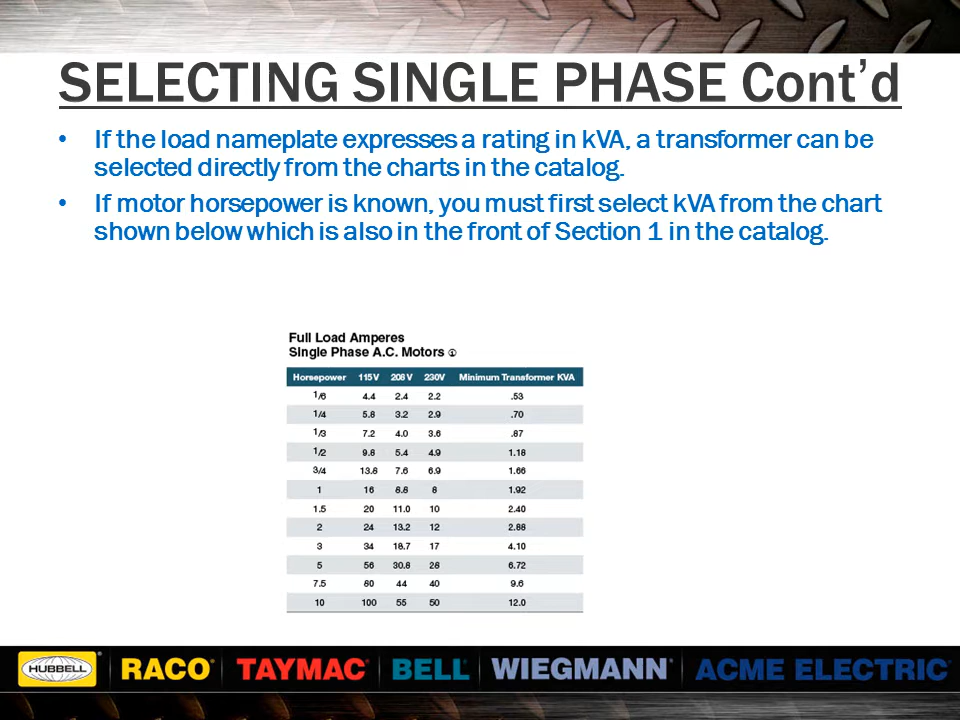 SELECTING SINGLE PHASE Cont’d
• If the load nameplate expresses a rating in kVA, a transformer can be
selected directly from the charts in the catalog.
• If motor horsepower is known, you must first select kVA from the chart
shown below which is also in the front of Section 1 in the catalog.
Full Load Amperes
Single Phase A.C. Motors ①
Horsepower 115V 208V 230V Minimum Transformer KVA
1/6 4.4 2.4 2.2 .53
1/4 5.8 3.2 2.9 .70
1/3 7.2 4.0 3.6 .87
1/2 9.8 5.4 4.9 1.18
3/4 13.8 7.6 6.9 1.66
1 16 8.8 8 1.92
1.5 20 11.0 10 2.40
2 24 13.2 12 2.88
3 34 18.7 17 4.10
5 56 30.8 28 6.72
7.5 80 44 40 9.6
10 100 55 50 12.0
HUBBELL® RACO® TAYMAC® BELL® WIEGMANN® ACME ELECTRIC®